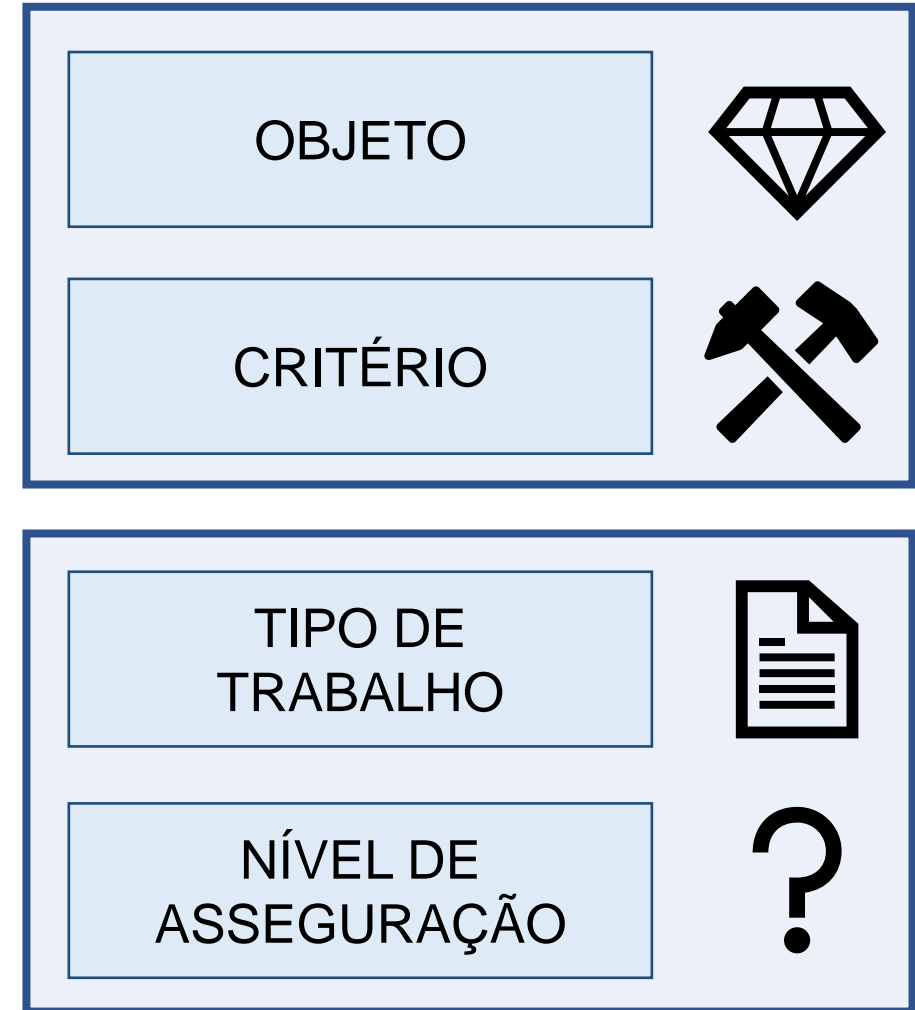 OBJETO
CRITÉRIO
TIPO DE
TRABALHO
NÍVEL DE
ASSEGURAÇÃO